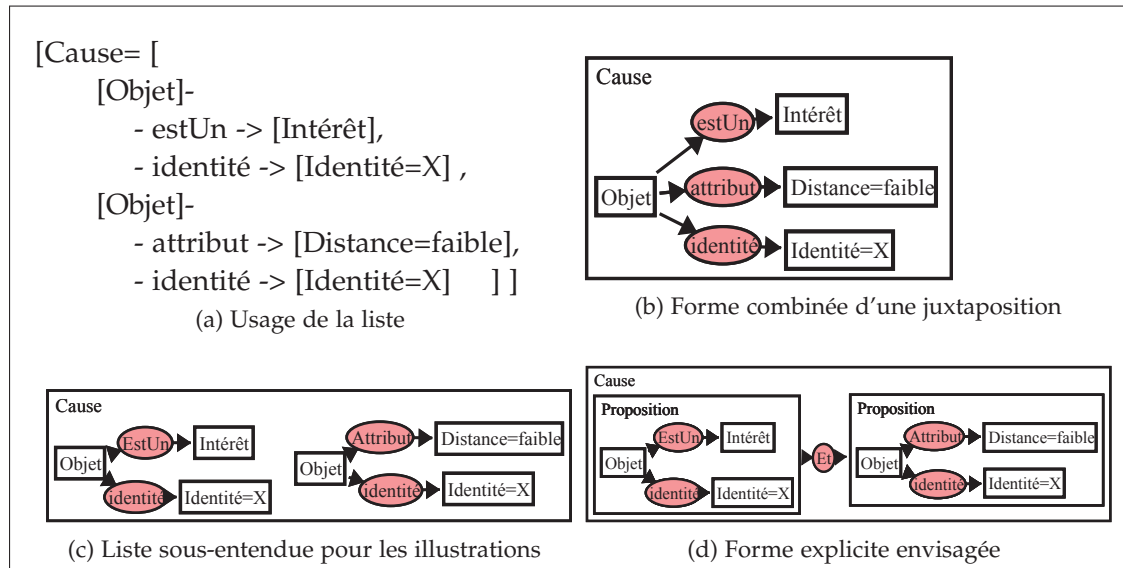 [Cause= [
[Objet]-
- estUn -> [Intérêt],
- identité -> [Identité=X] ,
[Objet]-
- attribut -> [Distance=faible],
- identité -> [Identité=X] ] ]
(a) Usage de la liste
Cause
estUn
Intérêt
Objet
attribut
Distance=faible
identité
Identité=X
(b) Forme combinée d'une juxtaposition
Cause
EstUn
Intérêt
Objet
identité
Identité=X
Attribut
Distance=faible
Objet
identité
Identité=X
(c) Liste sous-entendue pour les illustrations
Cause
Proposition
EstUn
Intérêt
Objet
identité
Identité=X
Et
Proposition
Attribut
Distance=faible
Objet
identité
Identité=X
(d) Forme explicite envisagée